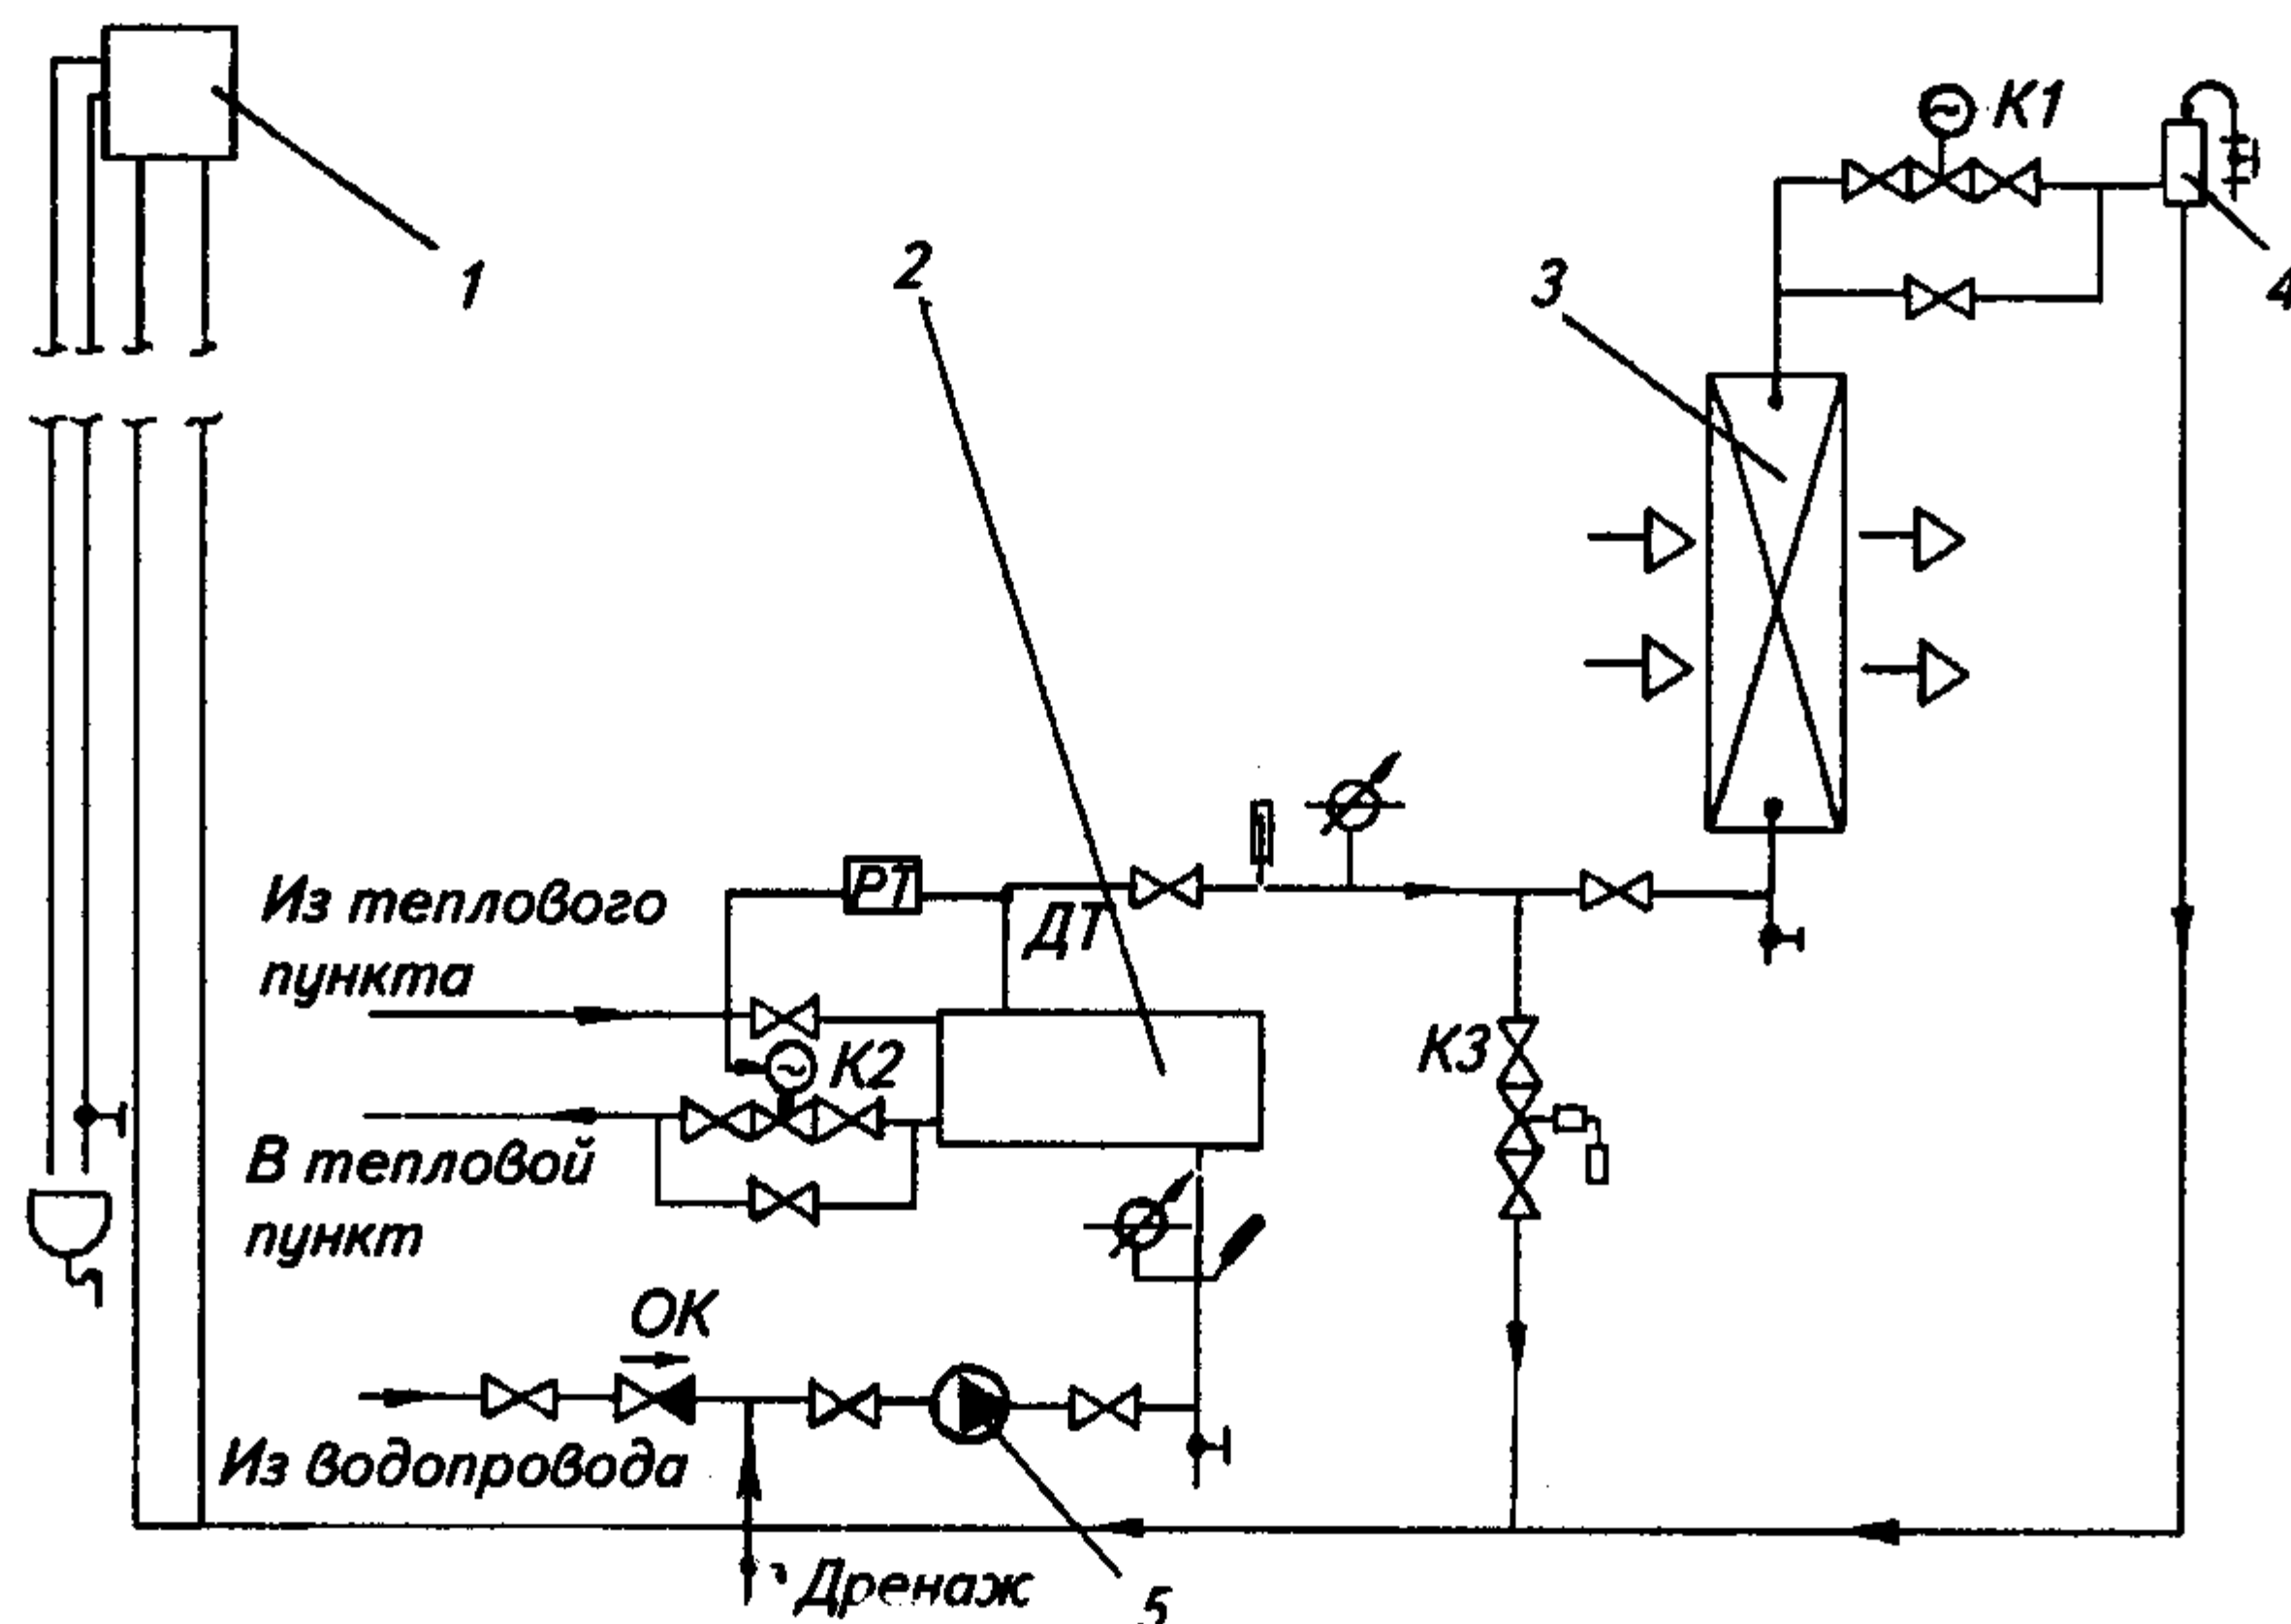 К1
1
2
3
4
РТ
ДТ
Из теплового
пункта
К2
К3
В тепловой
пункт
ОК
Из водопровода
Дренаж
5